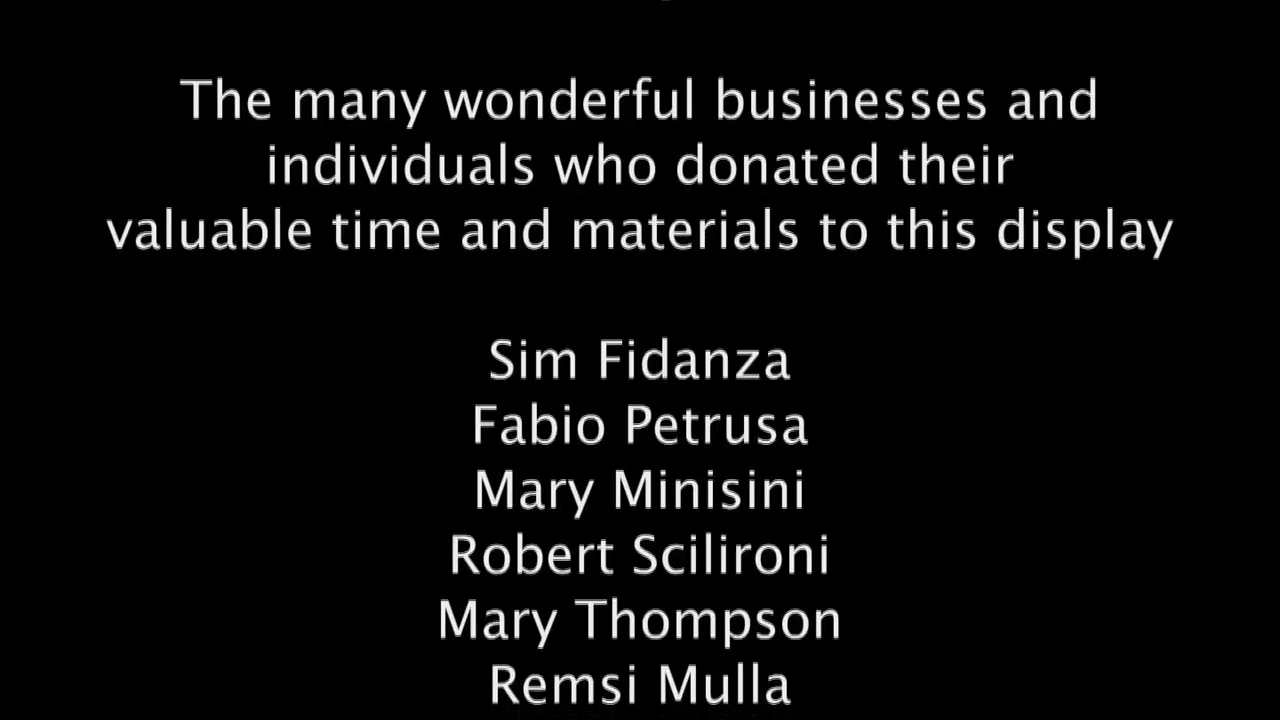 The many wonderful businesses and
individuals who donated their
valuable time and materials to this display
Sim Fidanza
Fabio Petrusa
Mary Minisini
Robert Scilironi
Mary Thompson
Remsi Mulla